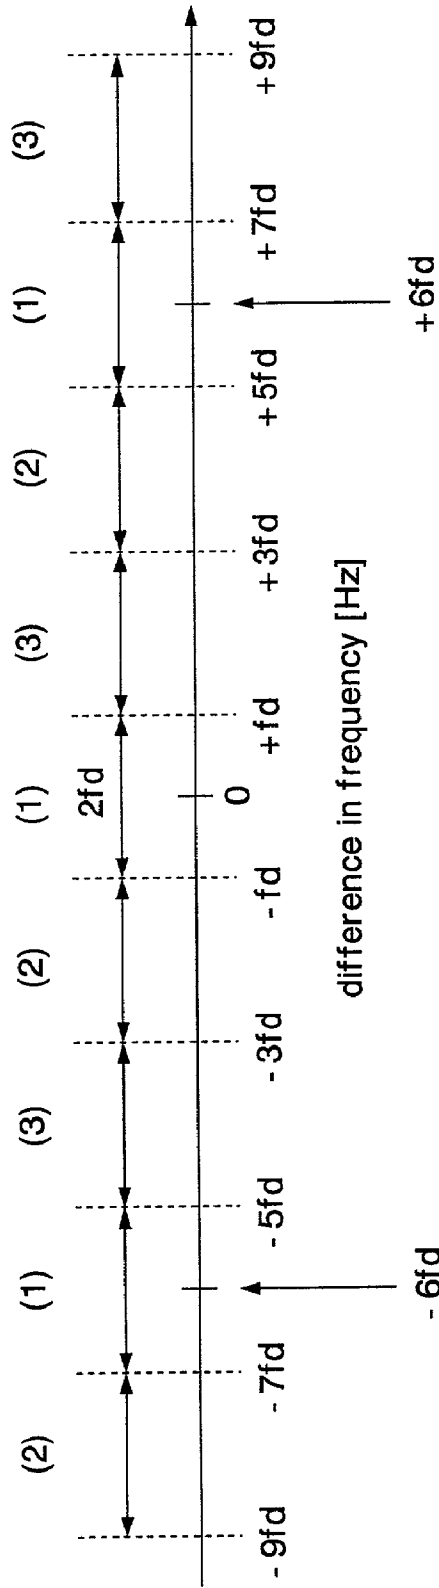 (2) (1) (3) (2) (1) (3) (2) (1) (3)
2fd
- 9fd - 7fd - 5fd - 3fd - fd 0 +fd +3fd +5fd +7fd +9fd
- 6fd +6fd
difference in frequency [Hz]